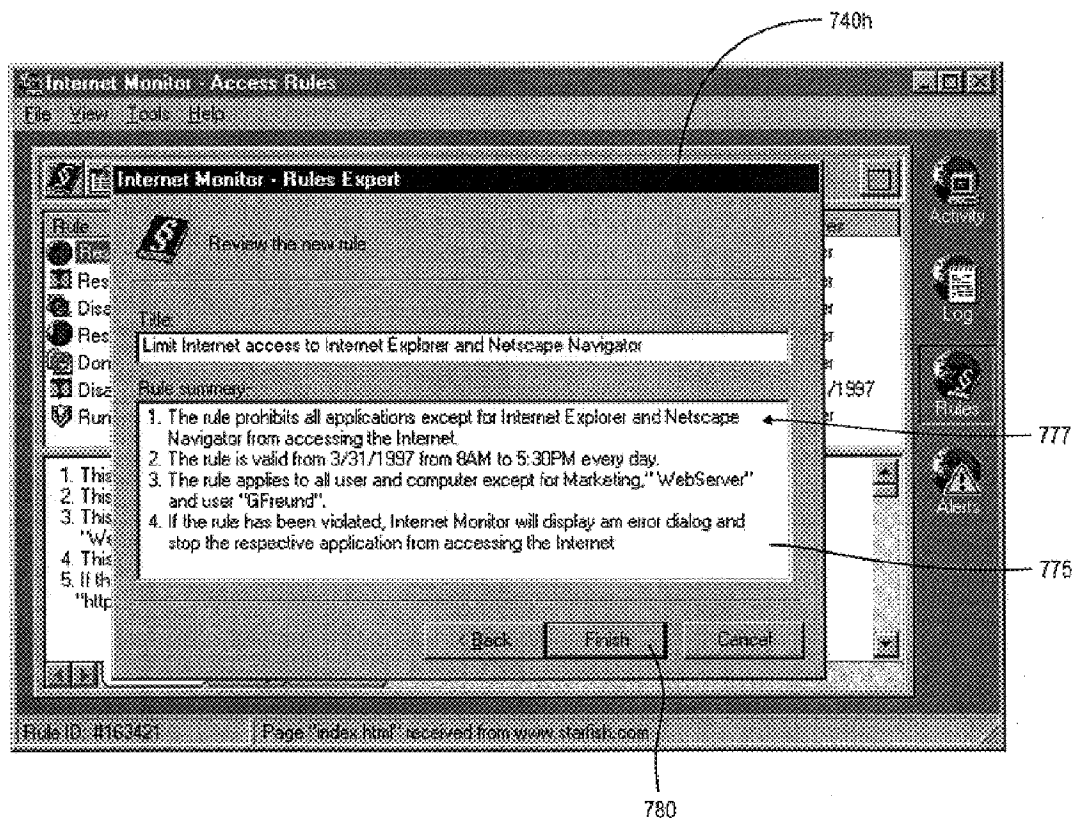 740h
Internet Monitor - Access Rules
File View Tools Help
Internet Monitor - Rules Expert
Activity
Rule
Review the new rule
Res
Log
Disa
Title:
Res
Limit Internet access to Internet Explorer and Netscape Navigator
Don
Disa
Rule summary:
/1997
Rules
Run
1. The rule prohibits all applications except for Internet Explorer and Netscape
Navigator from accessing the Internet.
777
2. The rule is valid from 3/31/1997 from 8AM to 5:30PM every day.
3. The rule applies to all user and computer except for Marketing," WebServer"
and user "GFreund".
4. If the rule has been violated, Internet Monitor will display am error dialog and
stop the respective application from accessing the Internet
775
1. This
2. This
3. This
"We
4. This
5. If th
"http
Alerts
< Back
Finish
Cancel
Rule ID: #163421
Page "index.html" received from www.starfish.com
780